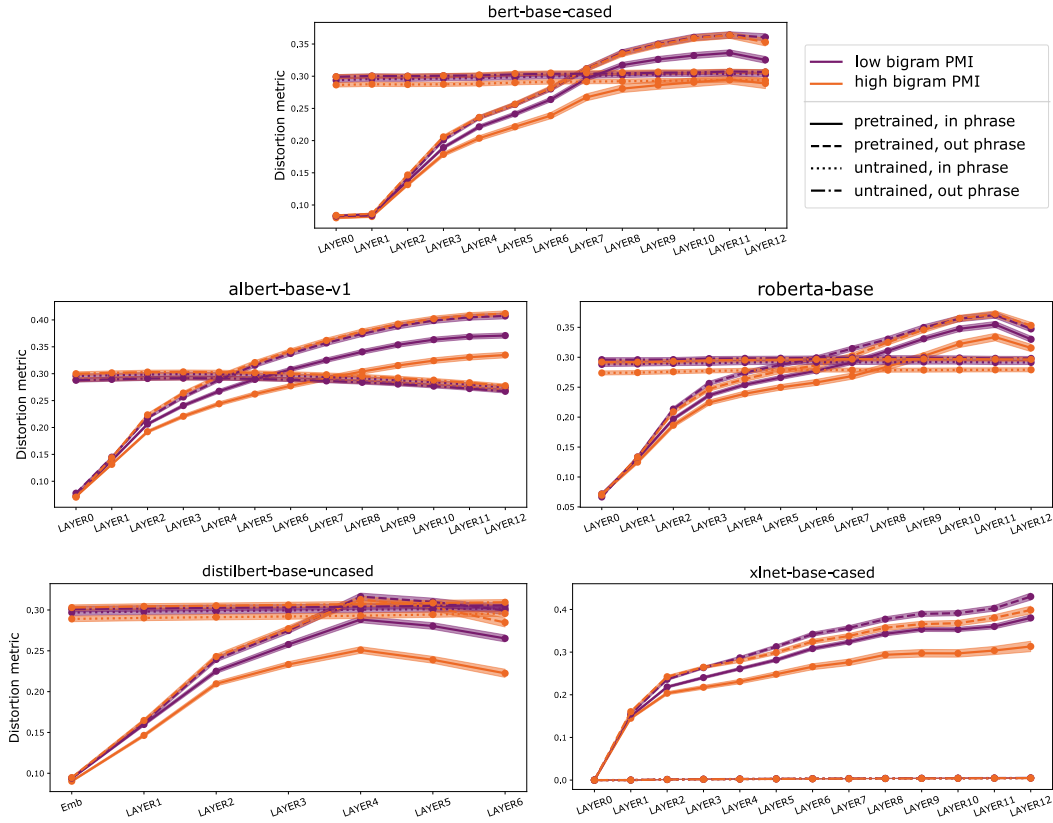 bert-base-cased
Distortion metric
0.35
0.30
0.25
0.20
0.15
0.10
LAYER0 LAYER1 LAYER2 LAYER3 LAYER4 LAYER5 LAYER6 LAYER7 LAYER8 LAYER9 LAYER10 LAYER11 LAYER12
low bigram PMI
high bigram PMI
pretrained, in phrase
pretrained, out phrase
untrained, in phrase
untrained, out phrase
albert-base-v1
Distortion metric
0.40
0.35
0.30
0.25
0.20
0.15
0.10
LAYER0 LAYER1 LAYER2 LAYER3 LAYER4 LAYER5 LAYER6 LAYER7 LAYER8 LAYER9 LAYER10 LAYER11 LAYER12
roberta-base
0.35
0.30
0.25
0.20
0.15
0.10
0.05
LAYER0 LAYER1 LAYER2 LAYER3 LAYER4 LAYER5 LAYER6 LAYER7 LAYER8 LAYER9 LAYER10 LAYER11 LAYER12
distilbert-base-uncased
Distortion metric
0.30
0.25
0.20
0.15
0.10
Emb LAYER1 LAYER2 LAYER3 LAYER4 LAYER5 LAYER6
xlnet-base-cased
0.4
0.3
0.2
0.1
0.0
LAYER0 LAYER1 LAYER2 LAYER3 LAYER4 LAYER5 LAYER6 LAYER7 LAYER8 LAYER9 LAYER10 LAYER11 LAYER12